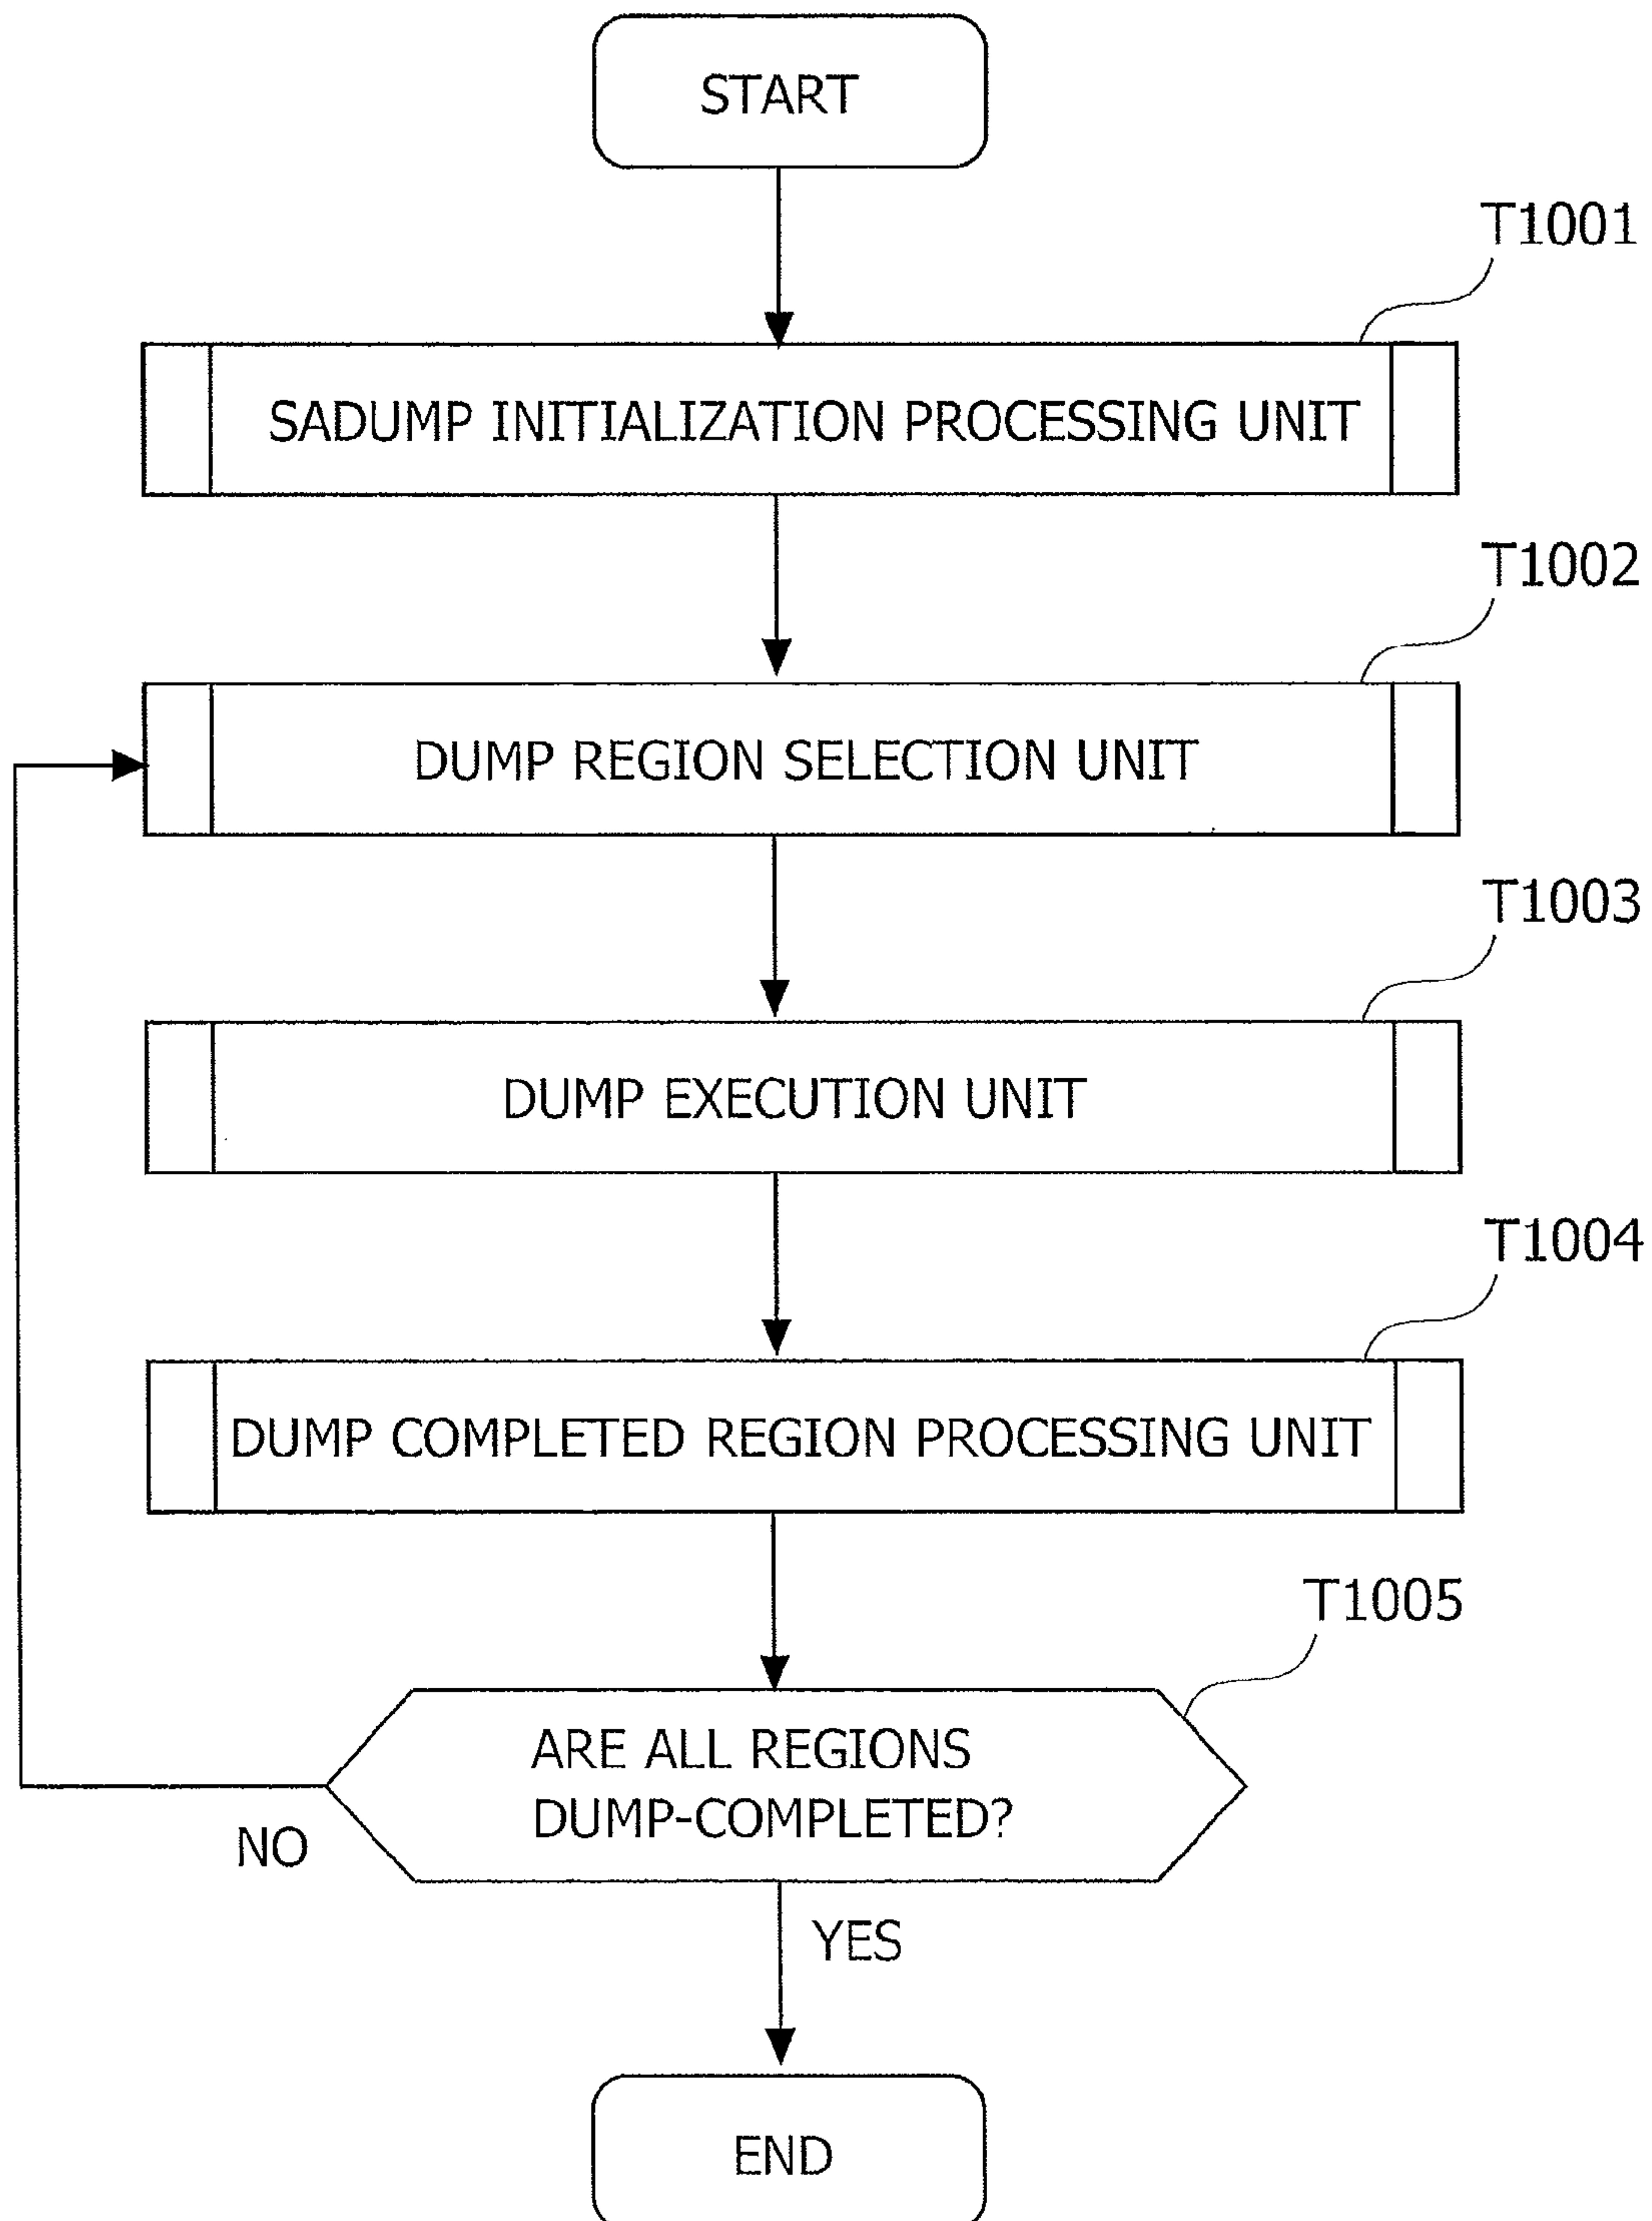 START
T1001
SADUMP INITIALIZATION PROCESSING UNIT
T1002
DUMP REGION SELECTION UNIT
T1003
DUMP EXECUTION UNIT
T1004
DUMP COMPLETED REGION PROCESSING UNIT
T1005
ARE ALL REGIONS
DUMP-COMPLETED?
NO
YES
END